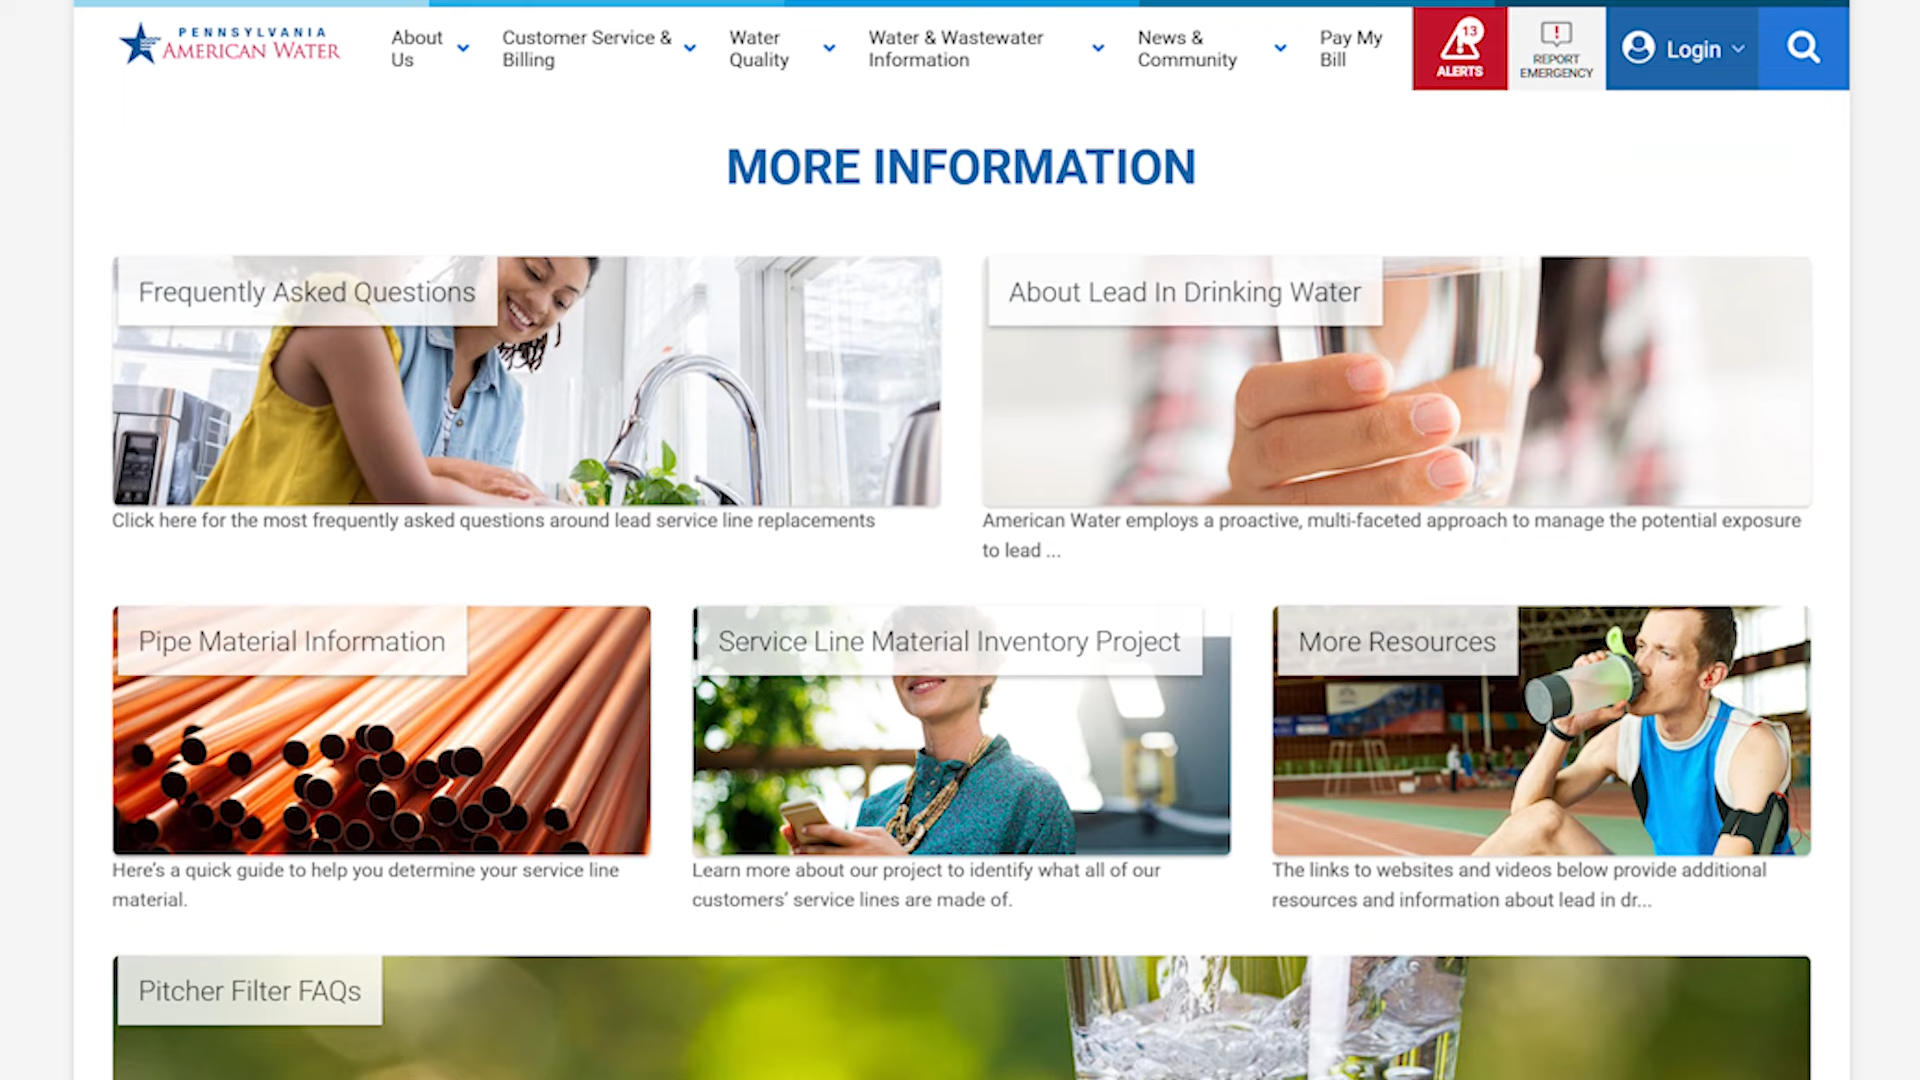 PENNSYLVANIA
AMERICAN WATER
About Us
Customer Service & Billing
Water Quality
Water & Wastewater Information
News & Community
Pay My Bill
13
ALERTS
REPORT
EMERGENCY
Login
MORE INFORMATION
Frequently Asked Questions
Click here for the most frequently asked questions around lead service line replacements
About Lead In Drinking Water
American Water employs a proactive, multi-faceted approach to manage the potential exposure
to lead ...
Pipe Material Information
Here's a quick guide to help you determine your service line
material.
Service Line Material Inventory Project
Learn more about our project to identify what all of our
customers' service lines are made of.
More Resources
The links to websites and videos below provide additional
resources and information about lead in dr...
Pitcher Filter FAQs